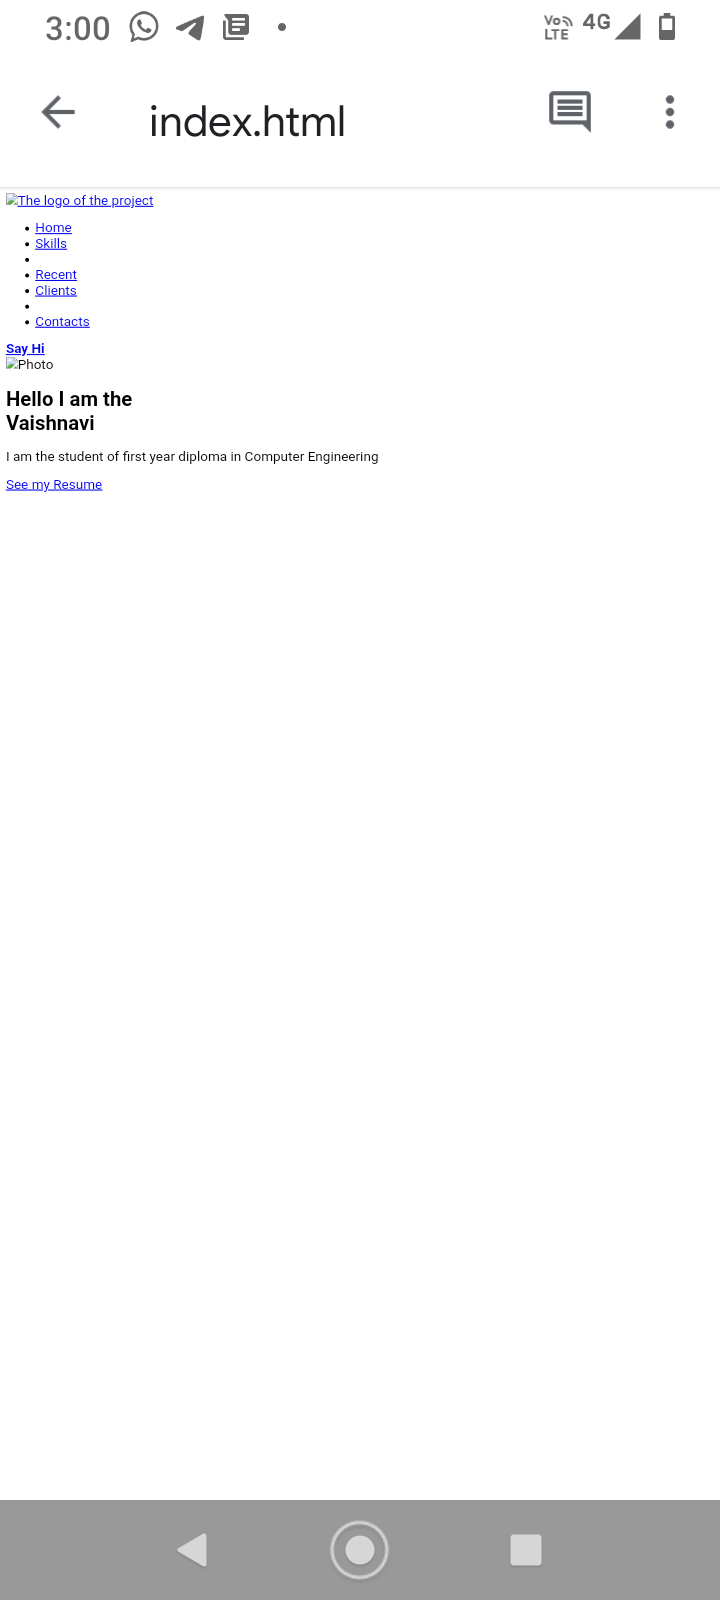 3:00 Vo LTE 4G
index.html
The logo of the project
Home
Skills
Recent
Clients
Contacts
Say Hi
Photo
Hello I am the
Vaishnavi
I am the student of first year diploma in Computer Engineering
See my Resume